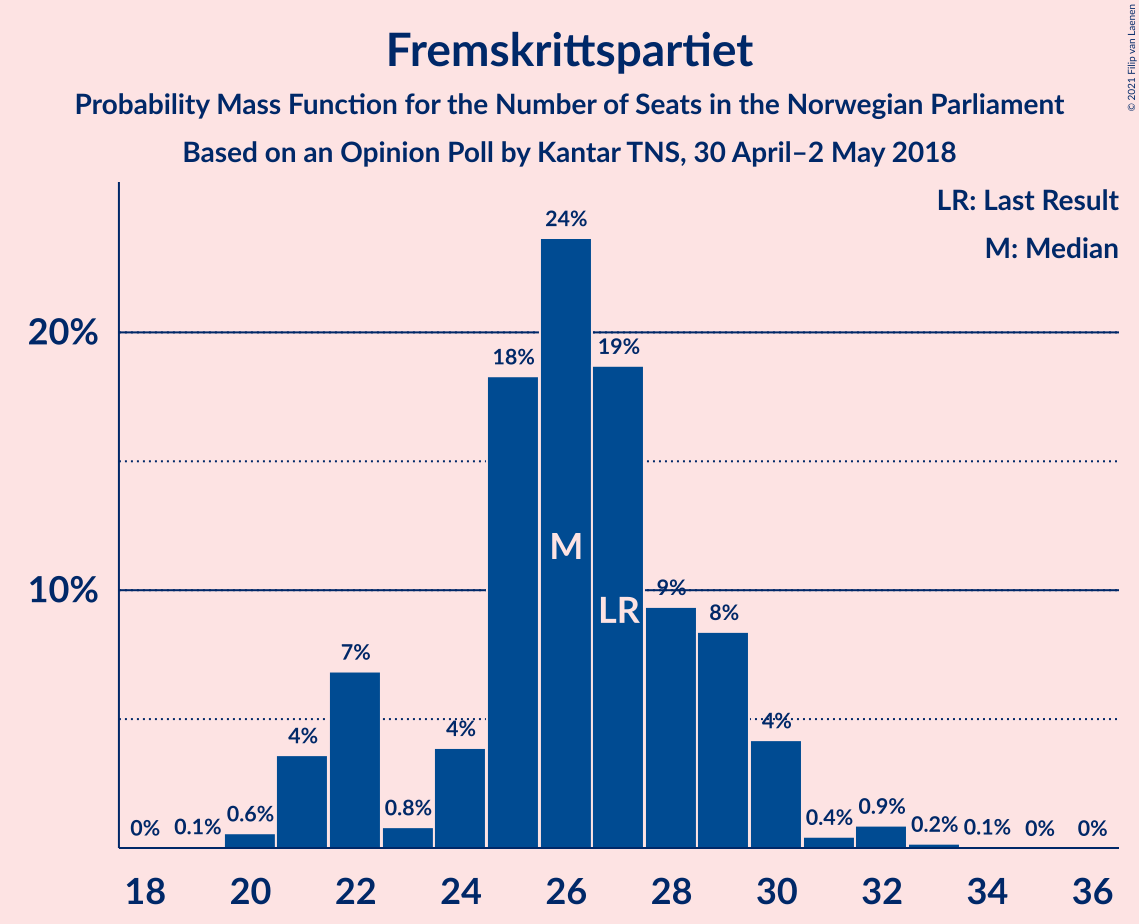 Fremskrittspartiet
Probability Mass Function for the Number of Seats in the Norwegian Parliament
Based on an Opinion Poll by Kantar TNS, 30 April–2 May 2018
© 2021 Filip van Laenen
LR: Last Result
M: Median
20%
10%
0%
0.1%
0.6%
4%
7%
0.8%
4%
18%
24%
19%
9%
8%
4%
0.4%
0.9%
0.2%
0.1%
0%
0%
M
LR
18 20 22 24 26 28 30 32 34 36